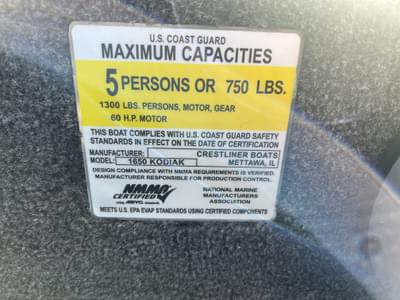 U.S. COAST GUARD
MAXIMUM CAPACITIES
5 PERSONS OR 750 LBS.
1300 LBS. PERSONS, MOTOR, GEAR
60 H.P. MOTOR
THIS BOAT COMPLIES WITH U.S. COAST GUARD SAFETY
STANDARDS IN EFFECT ON THE DATE OF CERTIFICATION
MANUFACTURER: CRESTLINER BOATS
MODEL: 1650 KODIAK METTAWA, IL
DESIGN COMPLIANCE WITH NMMA REQUIREMENTS IS VERIFIED.
MANUFACTURER RESPONSIBLE FOR PRODUCTION CONTROL.
NMMA
CERTIFIED
using ABYC standards
NATIONAL MARINE
MANUFACTURERS
ASSOCIATION
MEETS U.S. EPA EVAP STANDARDS USING CERTIFIED COMPONENTS